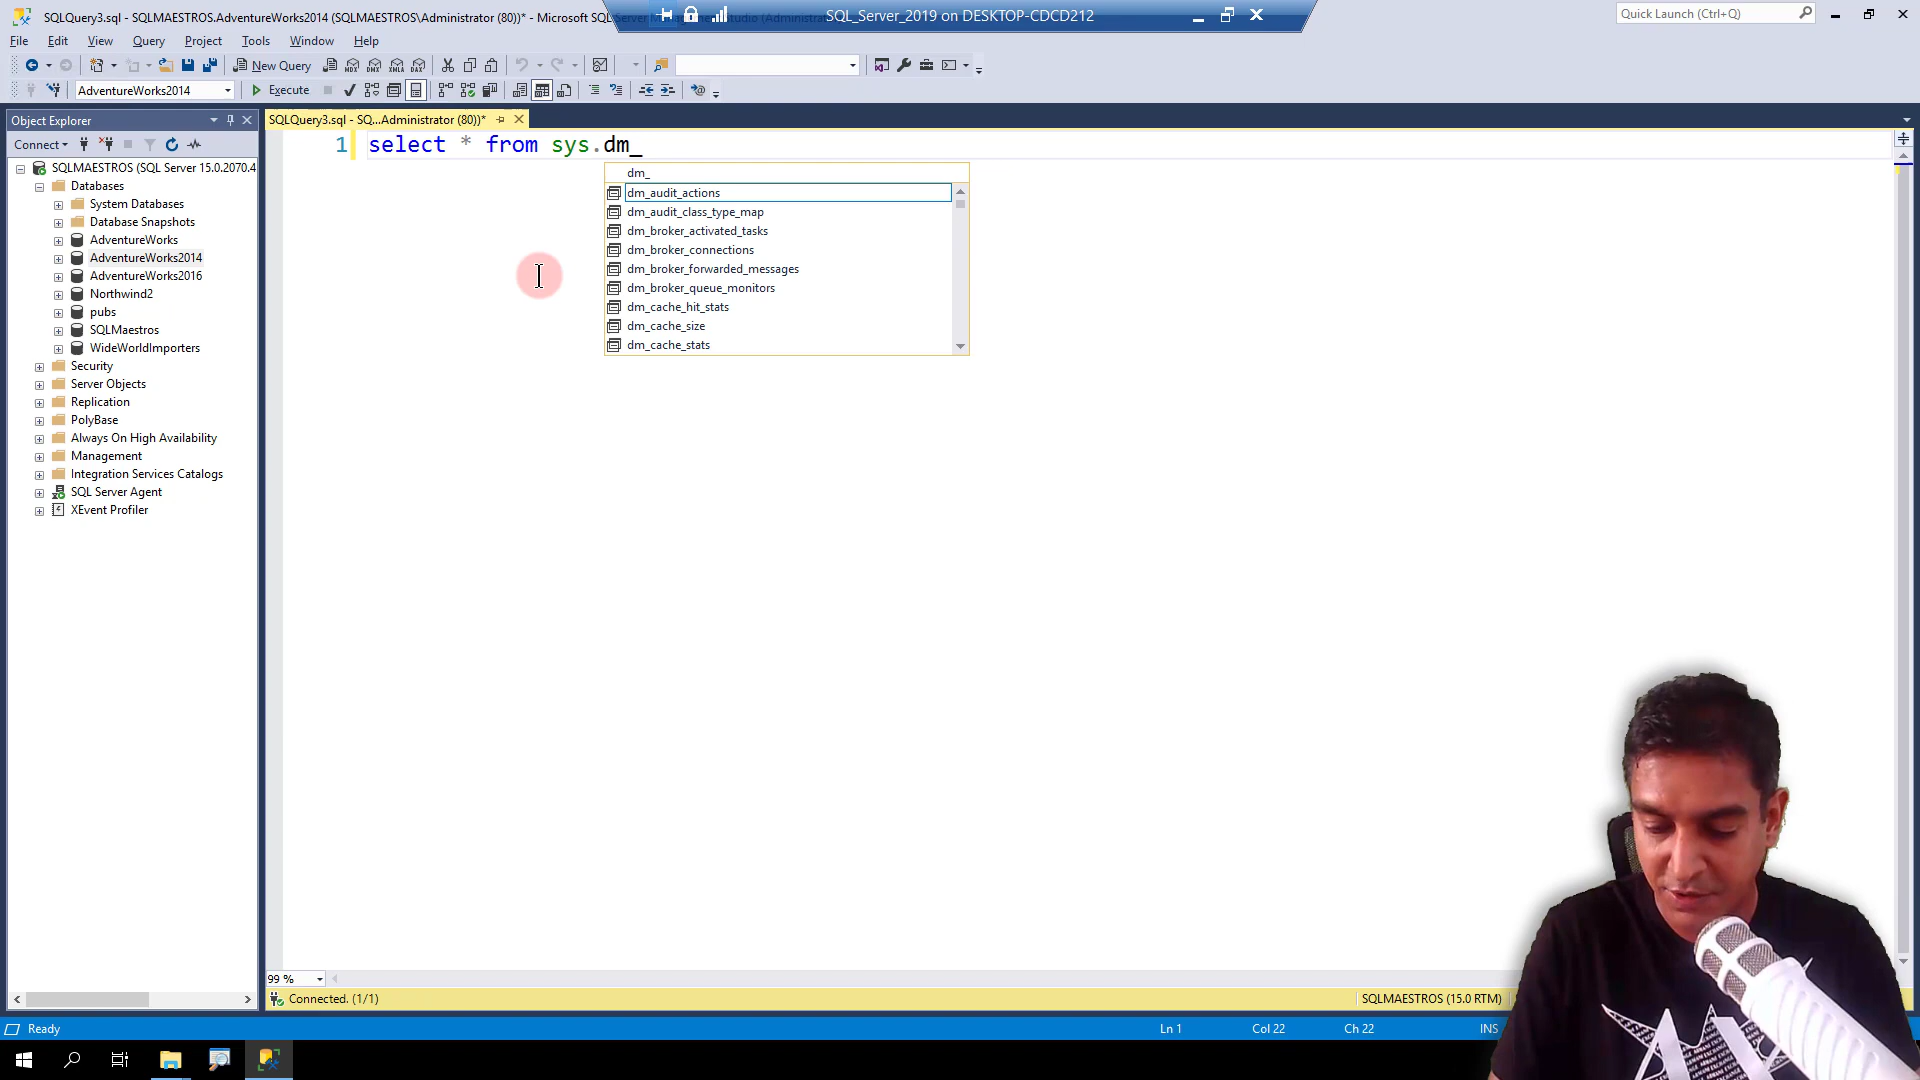 SQLQuery3.sql - SQLMAESTROS.AdventureWorks2014 (SQLMAESTROS\Administrator (80))* - Microsoft SQL
SQL_Server_2019 on DESKTOP-CDCD212
Quick Launch (Ctrl+Q)
File Edit View Query Project Tools Window Help
New Query
AdventureWorks2014
Execute
Object Explorer
SQLQuery3.sql - SQ...Administrator (80))*
Connect
1 select * from sys.dm_
SQLMAESTROS (SQL Server 15.0.2070.4
Databases
System Databases
Database Snapshots
AdventureWorks
AdventureWorks2014
AdventureWorks2016
Northwind2
pubs
SQLMaestros
WideWorldImporters
Security
Server Objects
Replication
PolyBase
Always On High Availability
Management
Integration Services Catalogs
SQL Server Agent
XEvent Profiler
dm_
dm_audit_actions
dm_audit_class_type_map
dm_broker_activated_tasks
dm_broker_connections
dm_broker_forwarded_messages
dm_broker_queue_monitors
dm_cache_hit_stats
dm_cache_size
dm_cache_stats
99 %
Connected. (1/1)
SQLMAESTROS (15.0 RTM)
Ready
Ln 1
Col 22
Ch 22
INS